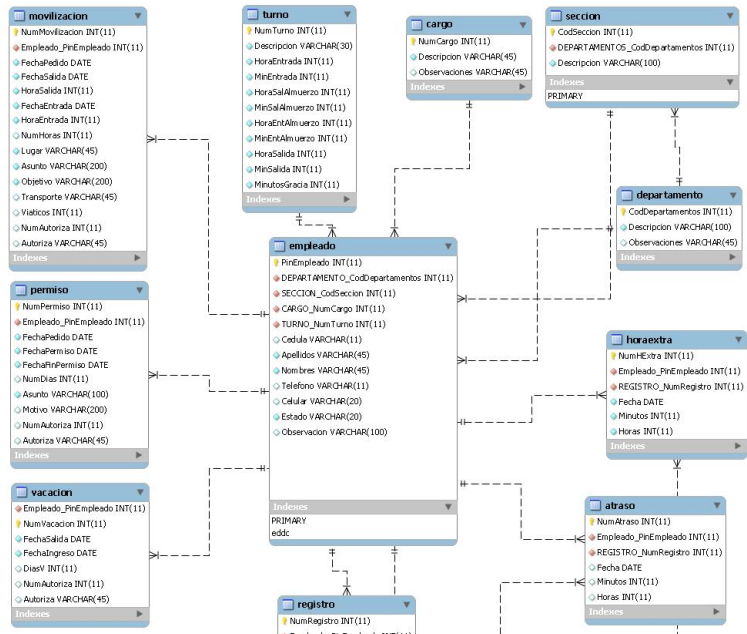 movilizacion
NumMovilizacion INT(11)
Empleado_PinEmpleado INT(11)
FechaPedido DATE
FechaSalida DATE
HoraSalida INT(11)
FechaEntrada DATE
HoraEntrada INT(11)
NumHoras INT(11)
Lugar VARCHAR(45)
Asunto VARCHAR(200)
Objetivo VARCHAR(200)
Transporte VARCHAR(45)
Viaticos INT(11)
NumAutoriza INT(11)
Autoriza VARCHAR(45)
Indexes
turno
NumTurno INT(11)
Descripcion VARCHAR(30)
HoraEntrada INT(11)
MinEntrada INT(11)
HoraSalAlmuerzo INT(11)
MinSalAlmuerzo INT(11)
HoraEntAlmuerzo INT(11)
MinEntAlmuerzo INT(11)
HoraSalida INT(11)
MinSalida INT(11)
MinutosGracia INT(11)
Indexes
cargo
NumCargo INT(11)
Descripcion VARCHAR(45)
Observaciones VARCHAR(45)
Indexes
seccion
CodSeccion INT(11)
DEPARTAMENTOS_CodDepartamentos INT(11)
Descripcion VARCHAR(100)
Indexes
PRIMARY
departamento
CodDepartamentos INT(11)
Descripcion VARCHAR(100)
Observaciones VARCHAR(45)
Indexes
empleado
PinEmpleado INT(11)
DEPARTAMENTO_CodDepartamentos INT(11)
SECCION_CodSeccion INT(11)
CARGO_NumCargo INT(11)
TURNO_NumTurno INT(11)
Cedula VARCHAR(11)
Apellidos VARCHAR(45)
Nombres VARCHAR(45)
Telefono VARCHAR(11)
Celular VARCHAR(20)
Estado VARCHAR(20)
Observacion VARCHAR(100)
Indexes
PRIMARY
eddc
permiso
NumPermiso INT(11)
Empleado_PinEmpleado INT(11)
FechaPedido DATE
FechaPermiso DATE
FechaFinPermiso DATE
NumDias INT(11)
Asunto VARCHAR(100)
Motivo VARCHAR(200)
NumAutoriza INT(11)
Autoriza VARCHAR(45)
Indexes
horaextra
NumHExtra INT(11)
Empleado_PinEmpleado INT(11)
REGISTRO_NumRegistro INT(11)
Fecha DATE
Minutos INT(11)
Horas INT(11)
Indexes
vacacion
Empleado_PinEmpleado INT(11)
NumVacacion INT(11)
FechaSalida DATE
FechaIngreso DATE
DiasV INT(11)
NumAutoriza INT(11)
Autoriza VARCHAR(45)
Indexes
atraso
NumAtraso INT(11)
Empleado_PinEmpleado INT(11)
REGISTRO_NumRegistro INT(11)
Fecha DATE
Minutos INT(11)
Horas INT(11)
Indexes
registro
NumRegistro INT(11)